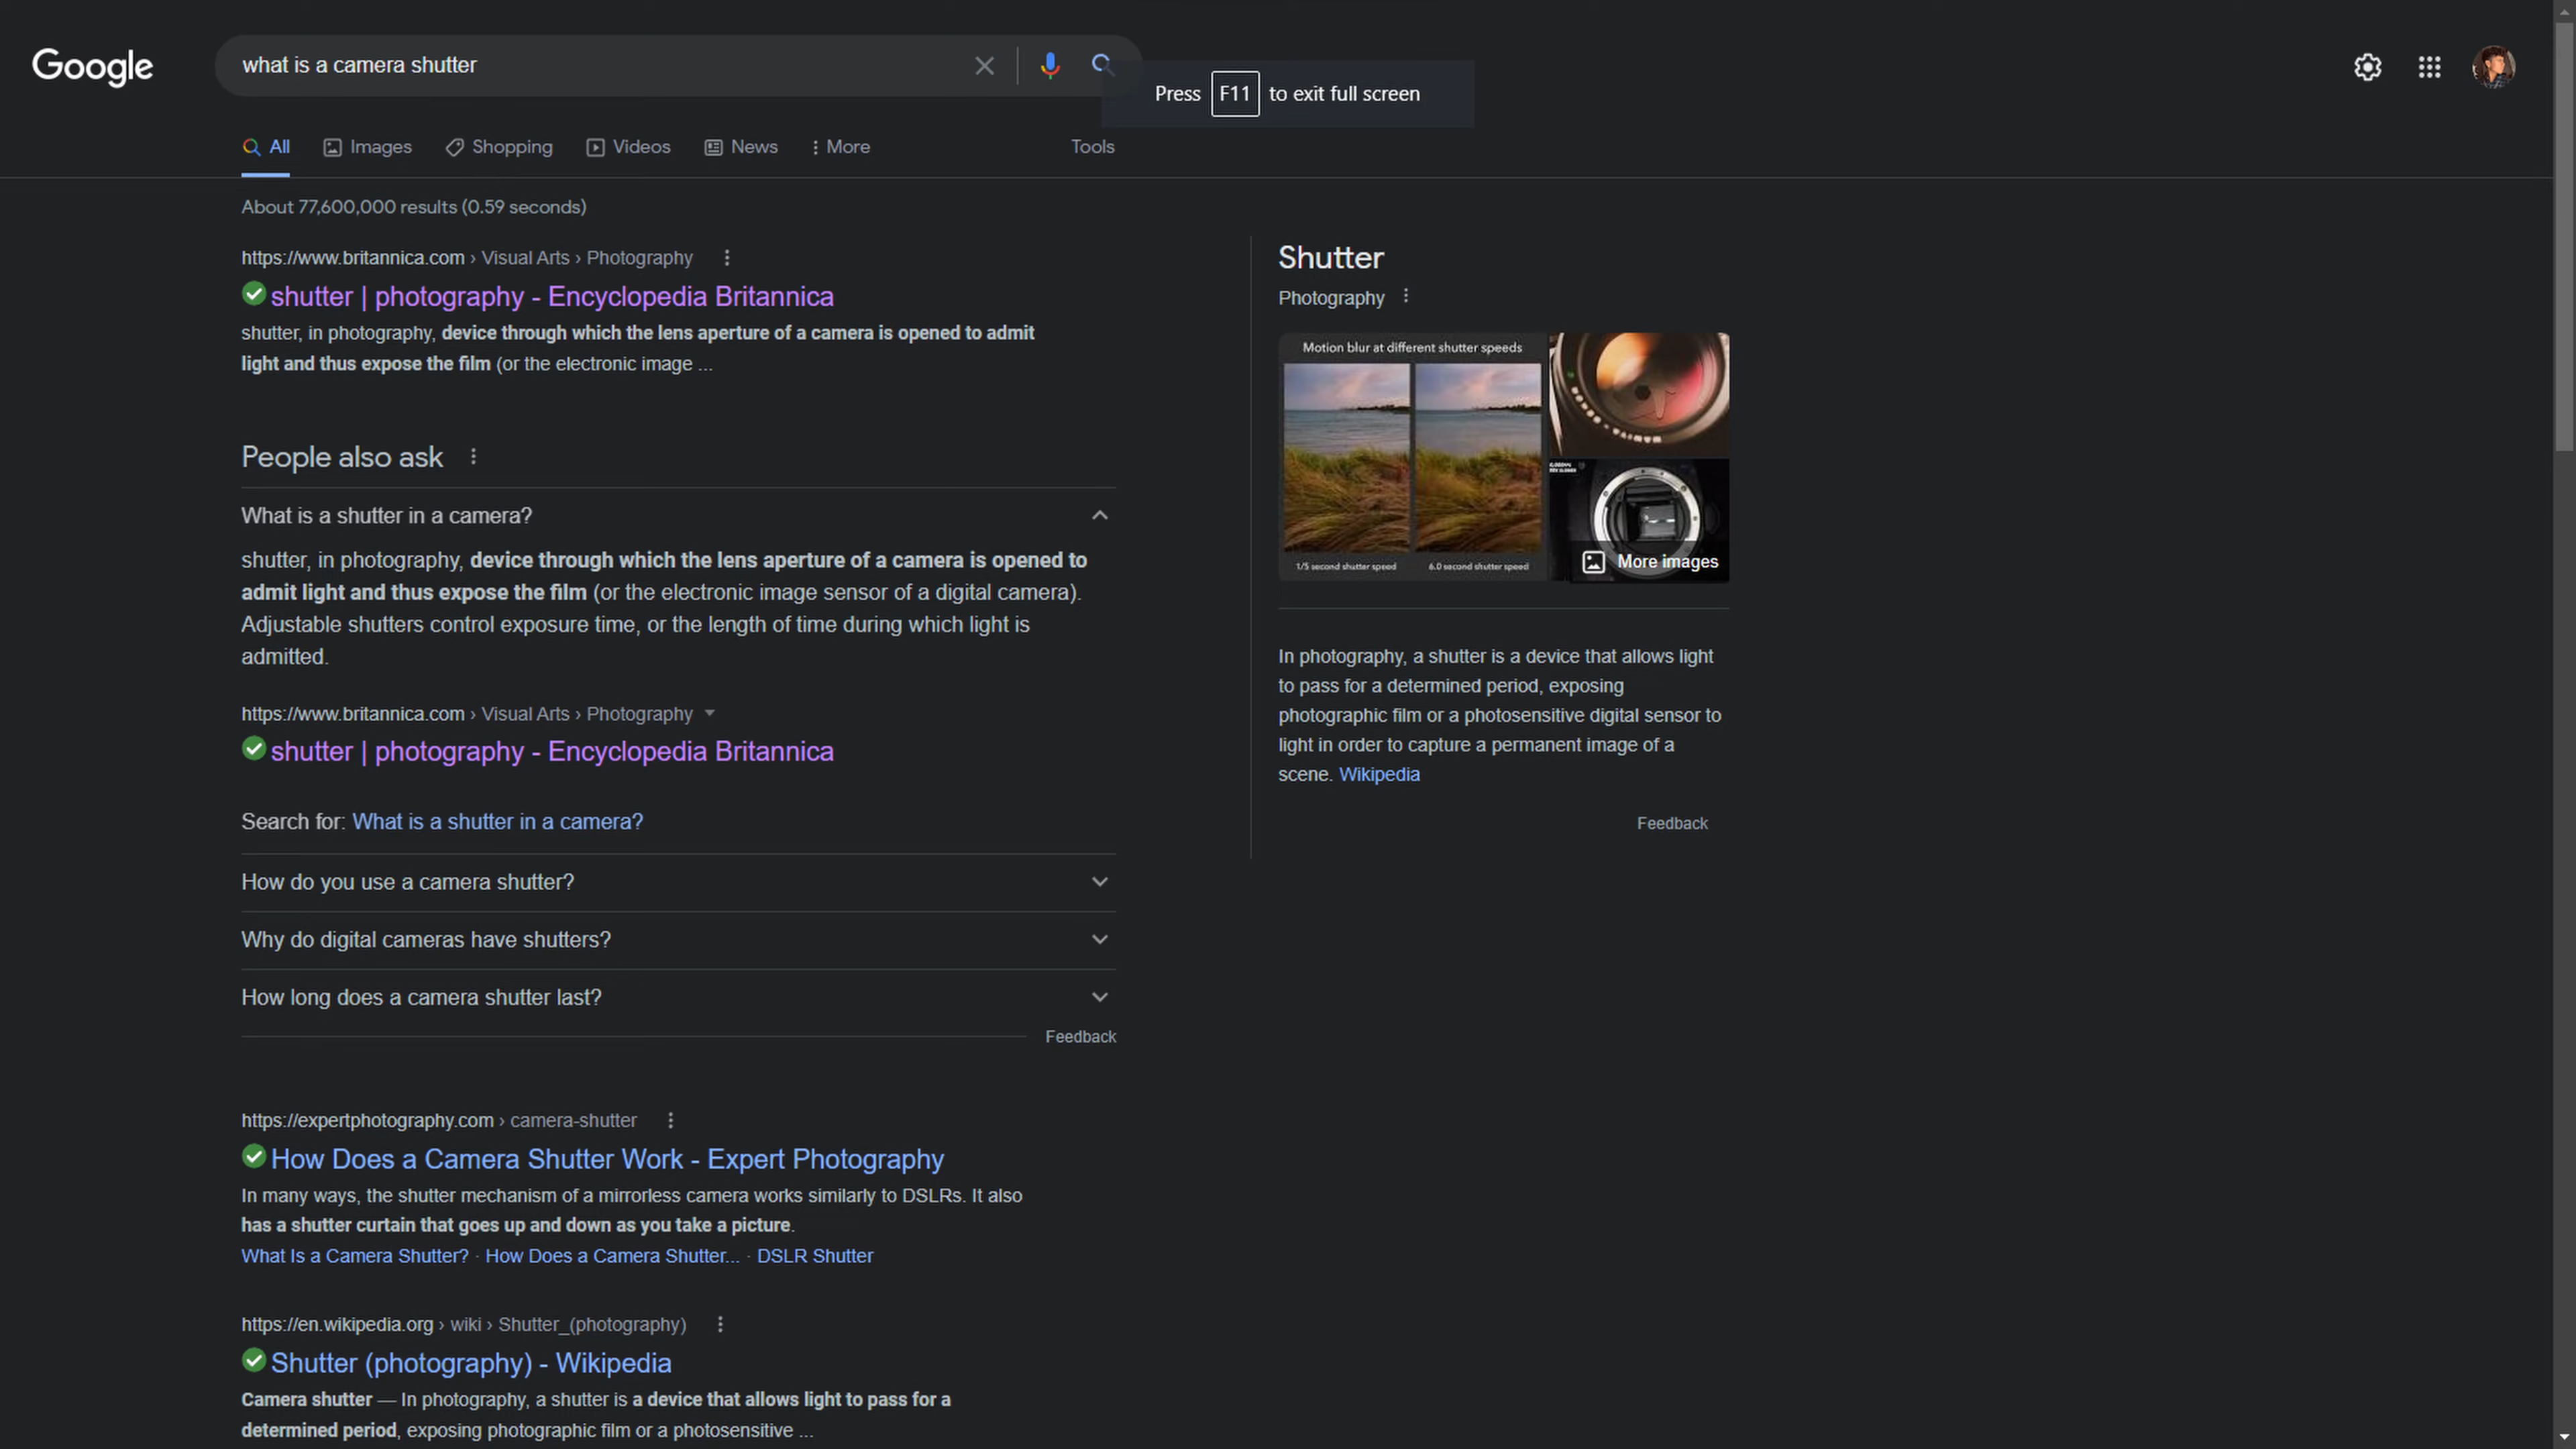 Google
what is a camera shutter
Press F11 to exit full screen
All
Images
Shopping
Videos
News
More
Tools
About 77,600,000 results (0.59 seconds)
https://www.britannica.com › Visual Arts › Photography
shutter | photography - Encyclopedia Britannica
shutter, in photography, device through which the lens aperture of a camera is opened to admit
light and thus expose the film (or the electronic image ...
People also ask
What is a shutter in a camera?
shutter, in photography, device through which the lens aperture of a camera is opened to
admit light and thus expose the film (or the electronic image sensor of a digital camera).
Adjustable shutters control exposure time, or the length of time during which light is
admitted.
https://www.britannica.com › Visual Arts › Photography
shutter | photography - Encyclopedia Britannica
Search for: What is a shutter in a camera?
How do you use a camera shutter?
Why do digital cameras have shutters?
How long does a camera shutter last?
Feedback
https://expertphotography.com › camera-shutter
How Does a Camera Shutter Work - Expert Photography
In many ways, the shutter mechanism of a mirrorless camera works similarly to DSLRs. It also
has a shutter curtain that goes up and down as you take a picture.
What Is a Camera Shutter? · How Does a Camera Shutter... · DSLR Shutter
https://en.wikipedia.org › wiki › Shutter_(photography)
Shutter (photography) - Wikipedia
Camera shutter — In photography, a shutter is a device that allows light to pass for a
determined period, exposing photographic film or a photosensitive ...
Shutter
Photography
Motion blur at different shutter speeds
1/5 second shutter speed
6.0 second shutter speed
More images
In photography, a shutter is a device that allows light
to pass for a determined period, exposing
photographic film or a photosensitive digital sensor to
light in order to capture a permanent image of a
scene. Wikipedia
Feedback